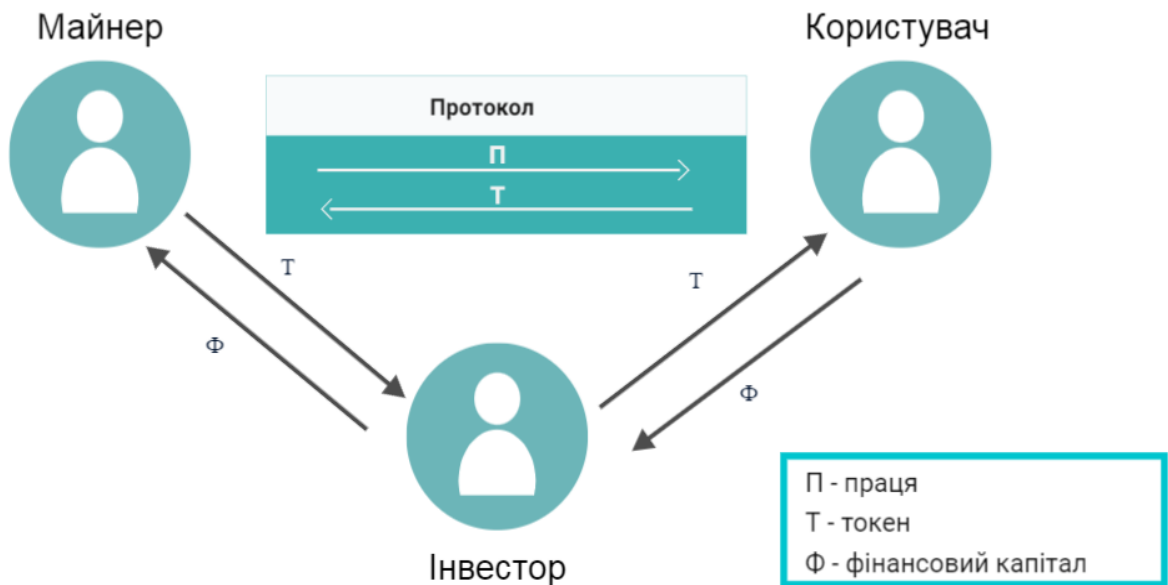 Майнер
Користувач
Протокол
П
Т
Т
Т
Ф
Ф
Інвестор
П - праця
Т - токен
Ф - фінансовий капітал